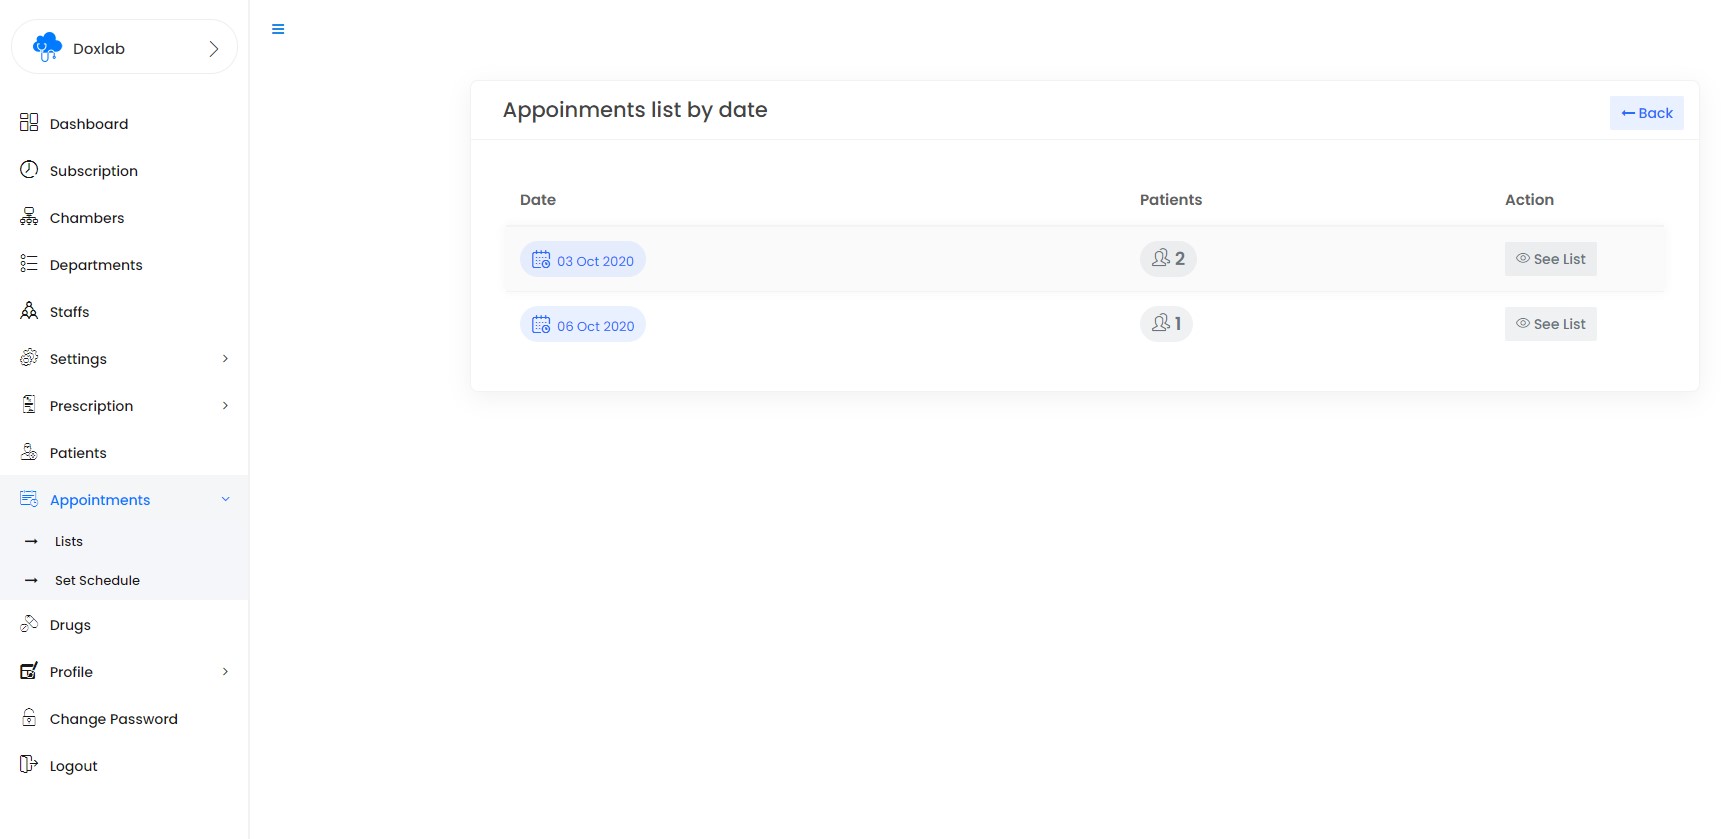 Doxlab
Dashboard
Subscription
Chambers
Departments
Staffs
Settings
Prescription
Patients
Appointments
Lists
Set Schedule
Drugs
Profile
Change Password
Logout
Appoinments list by date
Back
Date Patients Action
03 Oct 2020 2 See List
06 Oct 2020 1 See List